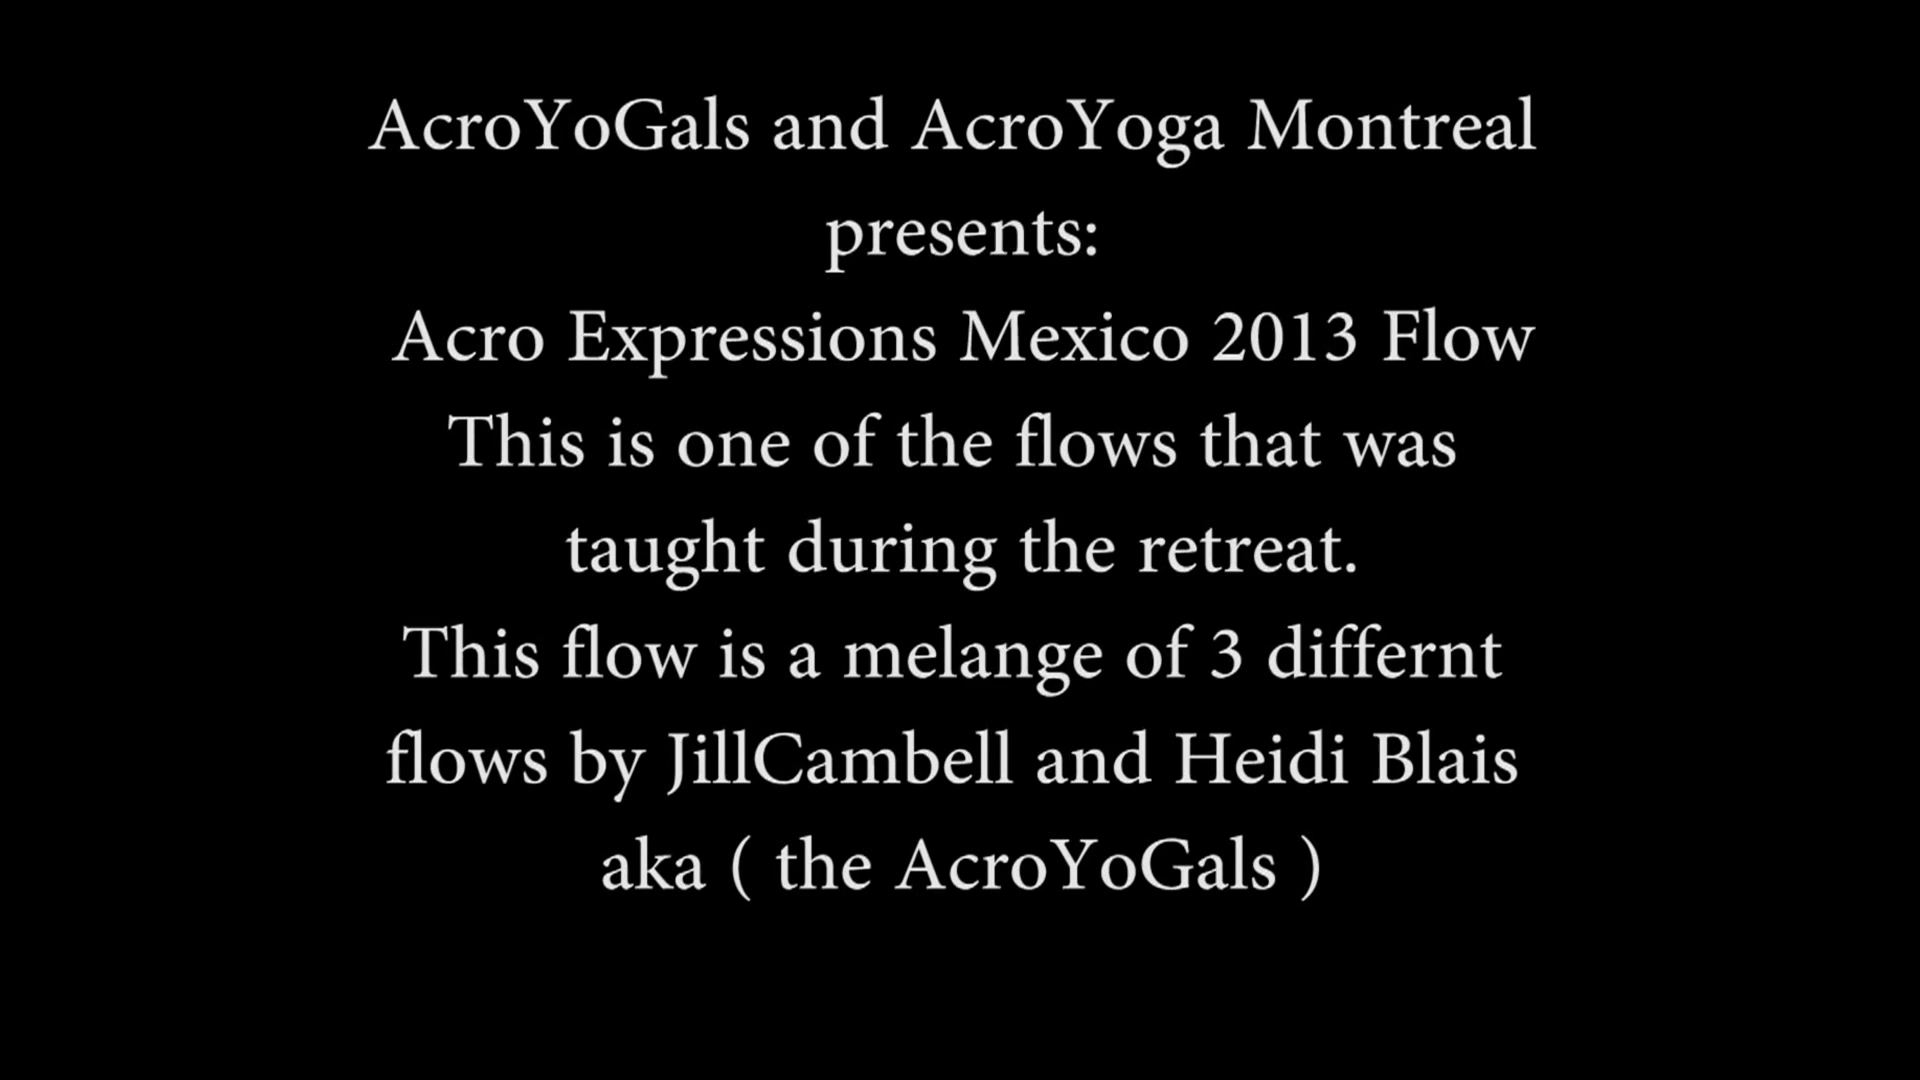 AcroYoGals and AcroYoga Montreal
presents:
Acro Expressions Mexico 2013 Flow
This is one of the flows that was
taught during the retreat.
This flow is a melange of 3 differnt
flows by JillCambell and Heidi Blais
aka ( the AcroYoGals )